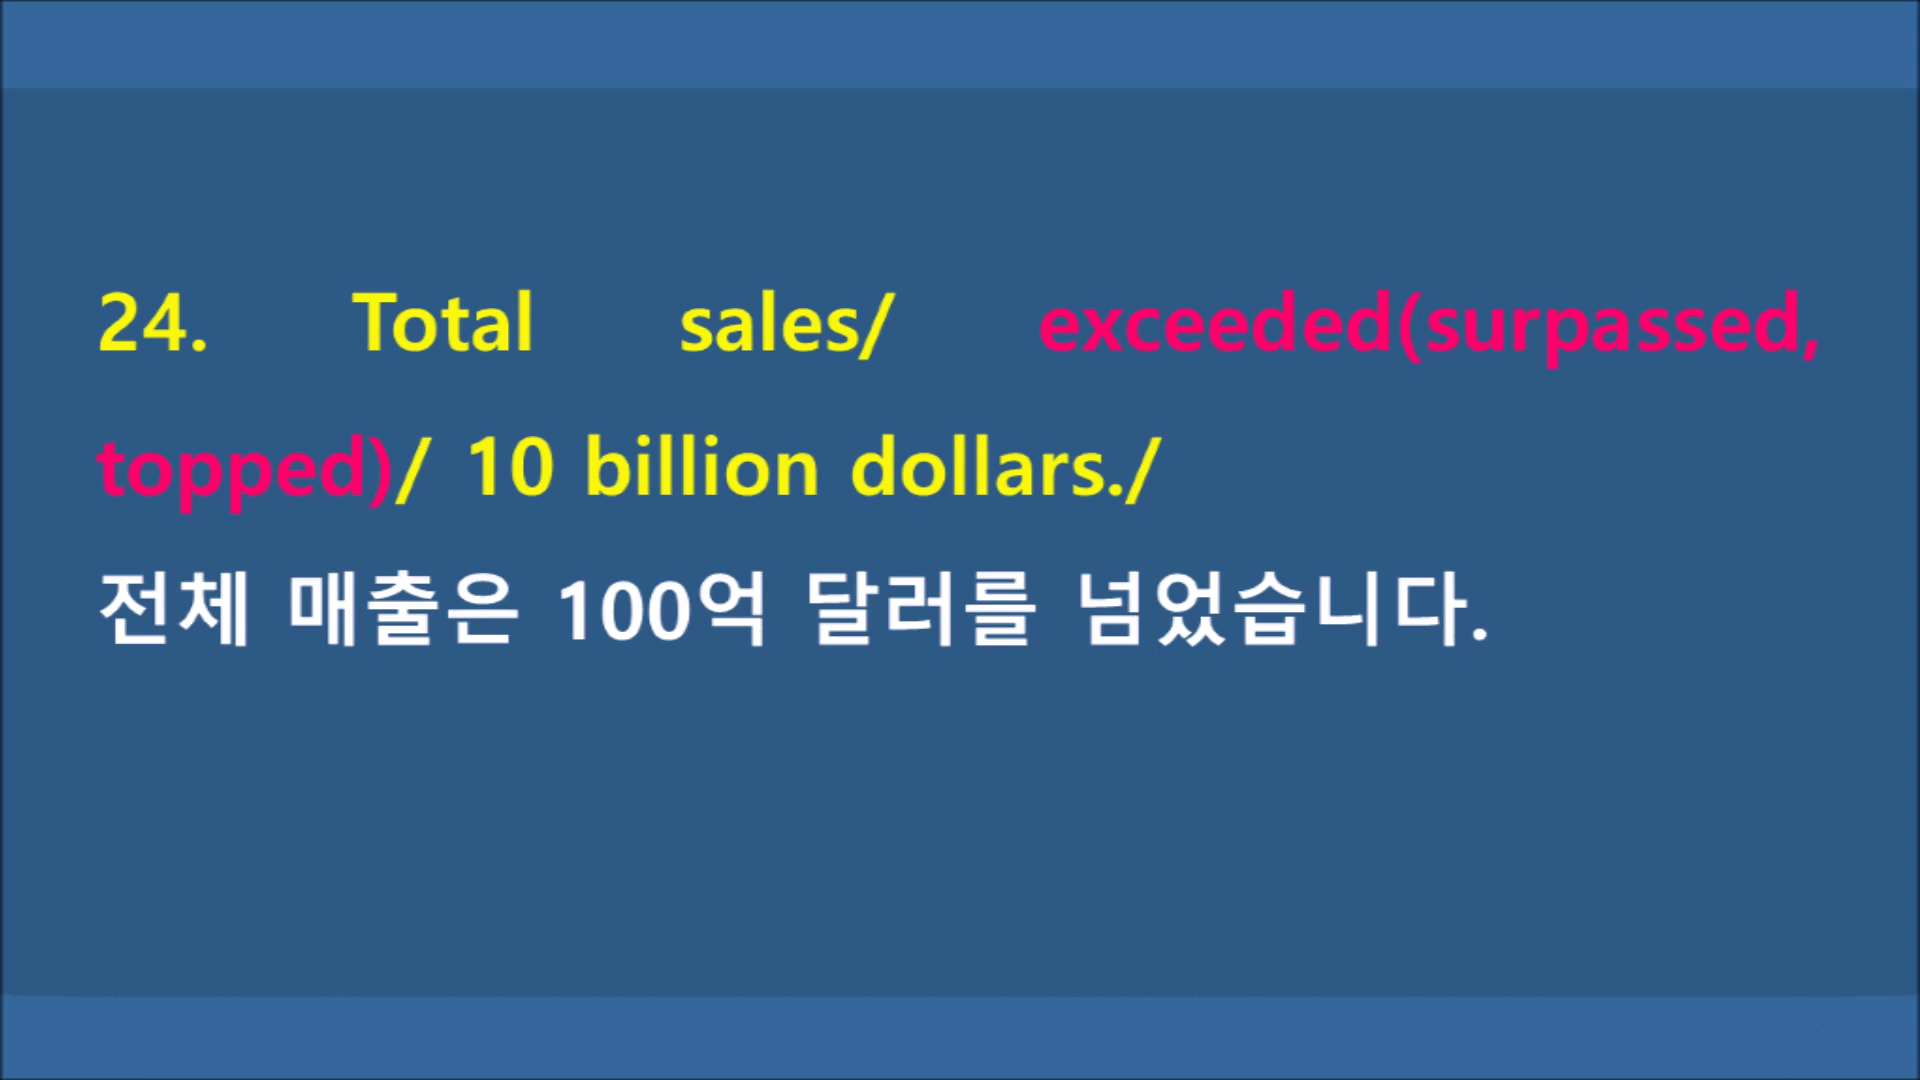 24. Total sales/ exceeded(surpassed,
topped)/ 10 billion dollars./
전체 매출은 100억 달러를 넘었습니다.